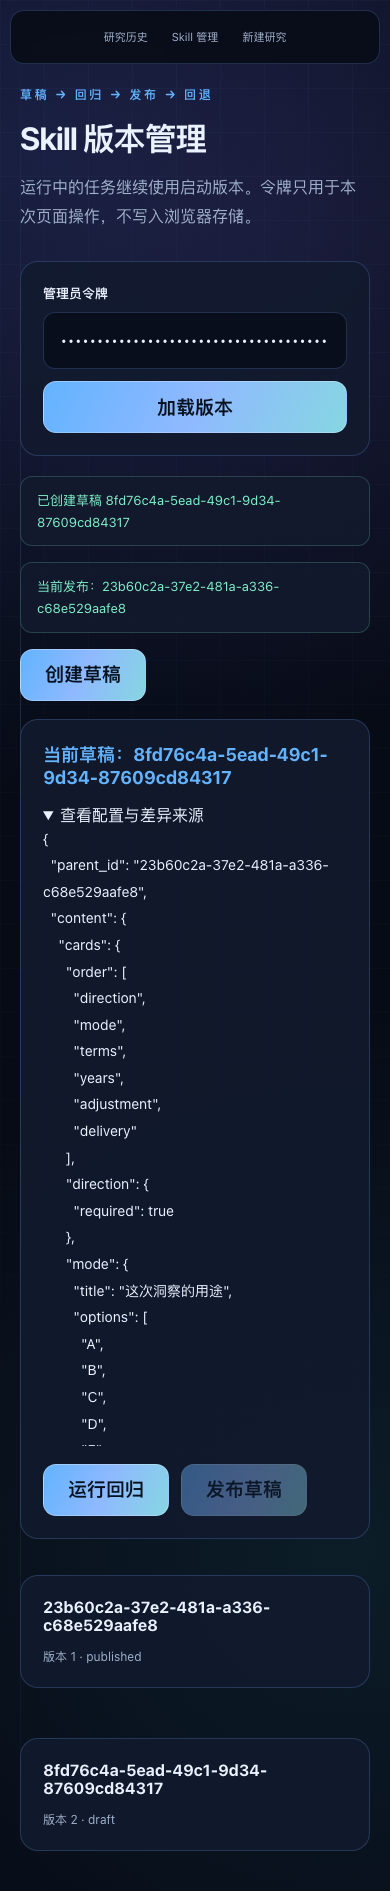 研究历史 Skill 管理 新建研究
草稿 → 回归 → 发布 → 回退
Skill 版本管理
运行中的任务继续使用启动版本。令牌只用于本
次页面操作，不写入浏览器存储。
管理员令牌
加载版本
已创建草稿 8fd76c4a-5ead-49c1-9d34-
87609cd84317
当前发布：23b60c2a-37e2-481a-a336-
c68e529aafe8
创建草稿
当前草稿：8fd76c4a-5ead-49c1-
9d34-87609cd84317
▼ 查看配置与差异来源
{
"parent_id": "23b60c2a-37e2-481a-a336-
c68e529aafe8",
"content": {
"cards": {
"order": [
"direction",
"mode",
"terms",
"years",
"adjustment",
"delivery"
],
"direction": {
"required": true
},
"mode": {
"title": "这次洞察的用途",
"options": [
"A",
"B",
"C",
"D",
运行回归 发布草稿
23b60c2a-37e2-481a-a336-
c68e529aafe8
版本 1 · published
8fd76c4a-5ead-49c1-9d34-
87609cd84317
版本 2 · draft